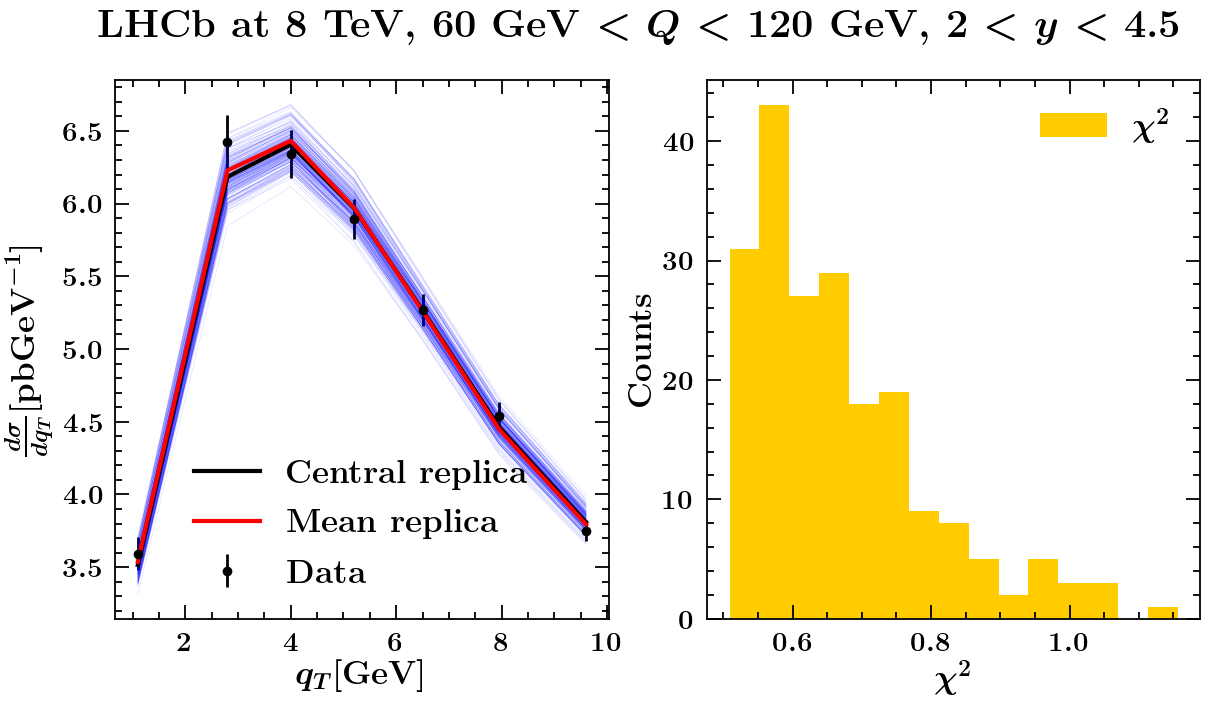 LHCb at 8 TeV, 60 GeV < Q < 120 GeV, 2 < y < 4.5
dσ/dq_T [pbGeV⁻¹]
6.5
6.0
5.5
5.0
4.5
4.0
3.5
Central replica
Mean replica
Data
2 4 6 8 10
q_T[GeV]
Counts
40
30
20
10
0
χ²
0.6 0.8 1.0
χ²